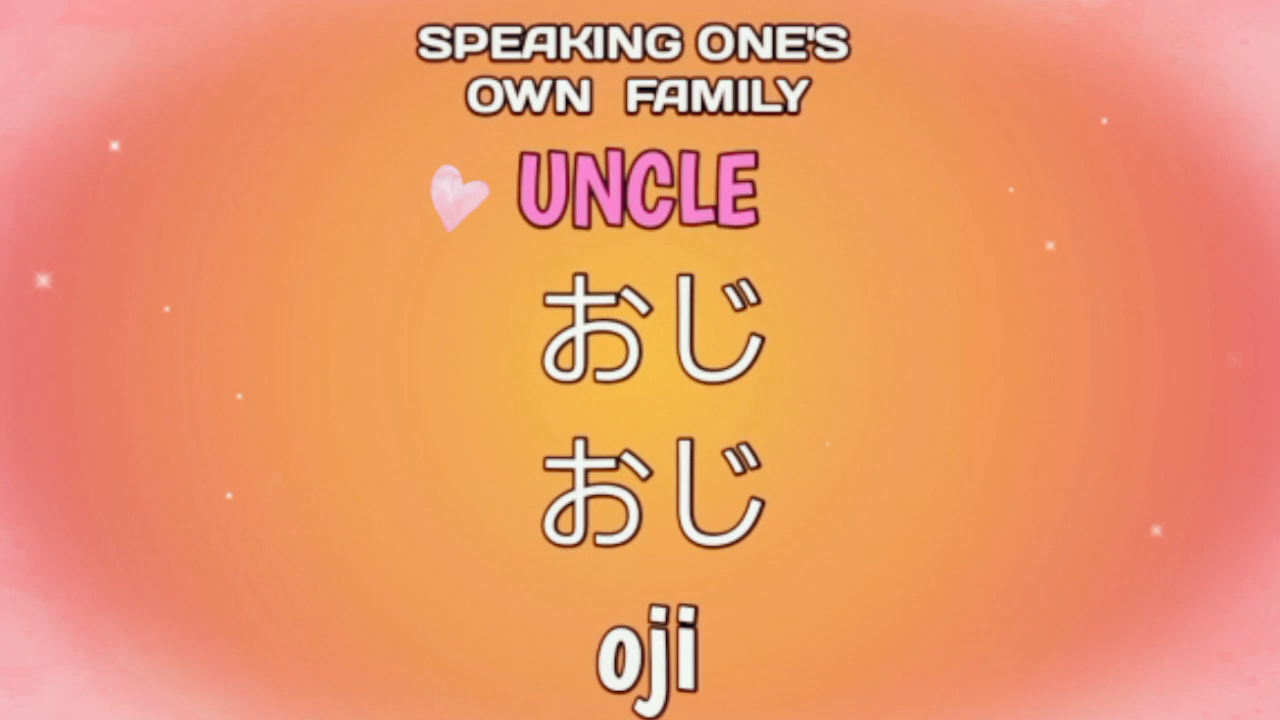 SPEAKING ONE'S
OWN FAMILY
UNCLE
おじ
おじ
oji